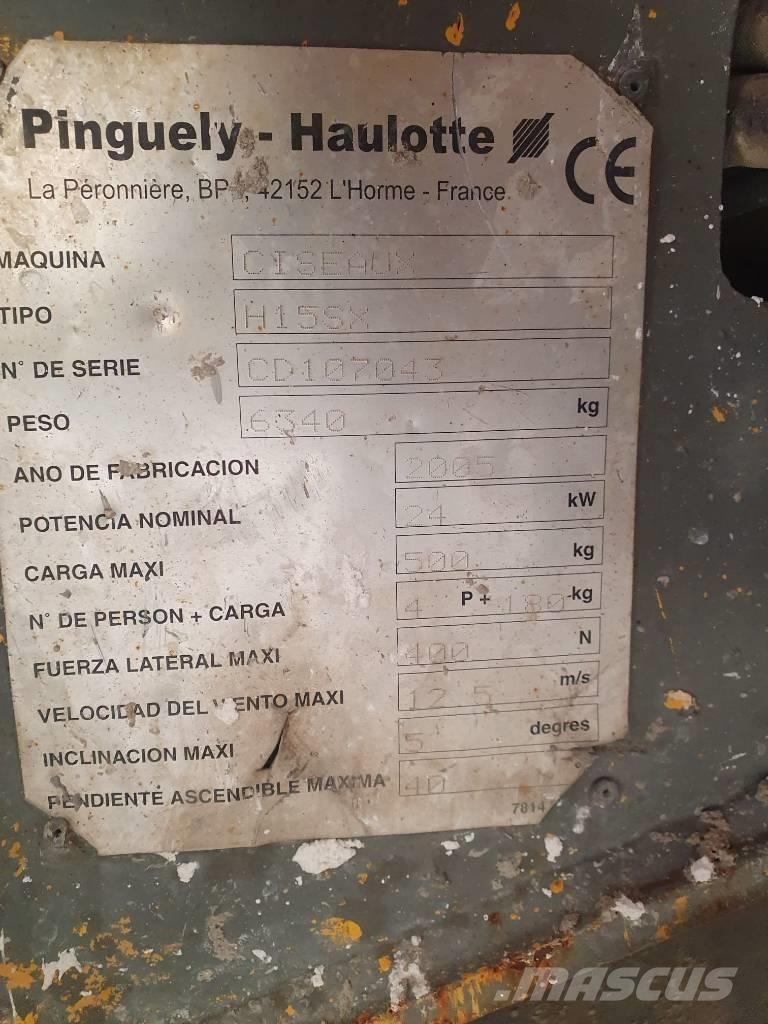 Pinguely - Haulotte CE
La Péronnière, BP , 42152 L'Horme - France
MAQUINA CISEAUX
TIPO H15SX
N° DE SERIE CD107043
PESO 6340 kg
ANO DE FABRICACION 2005
POTENCIA NOMINAL 24 kW
CARGA MAXI 500 kg
N° DE PERSON + CARGA 4 P + 180 kg
FUERZA LATERAL MAXI 400 N
VELOCIDAD DEL VIENTO MAXI 12 5 m/s
INCLINACION MAXI 5 degres
PENDIENTE ASCENDIBLE MAXIMA 40
7814
MASCUS